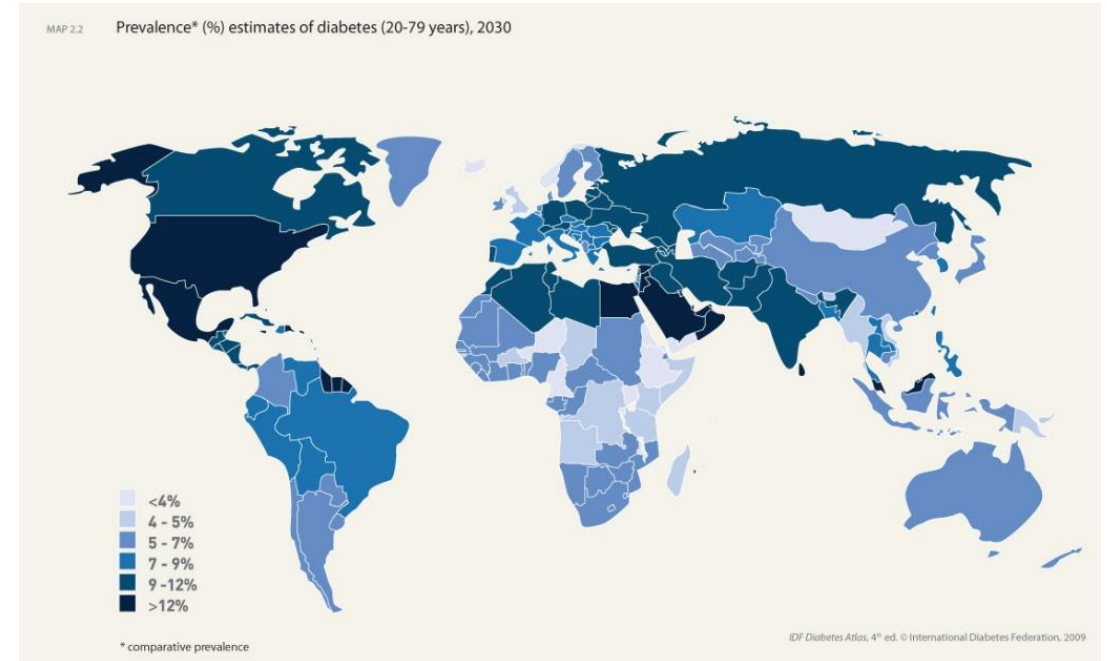 MAP 2.2 Prevalence* (%) estimates of diabetes (20-79 years), 2030
<4%
4 - 5%
5 - 7%
7 - 9%
9 -12%
>12%
* comparative prevalence
IDF Diabetes Atlas, 4th ed. © International Diabetes Federation, 2009